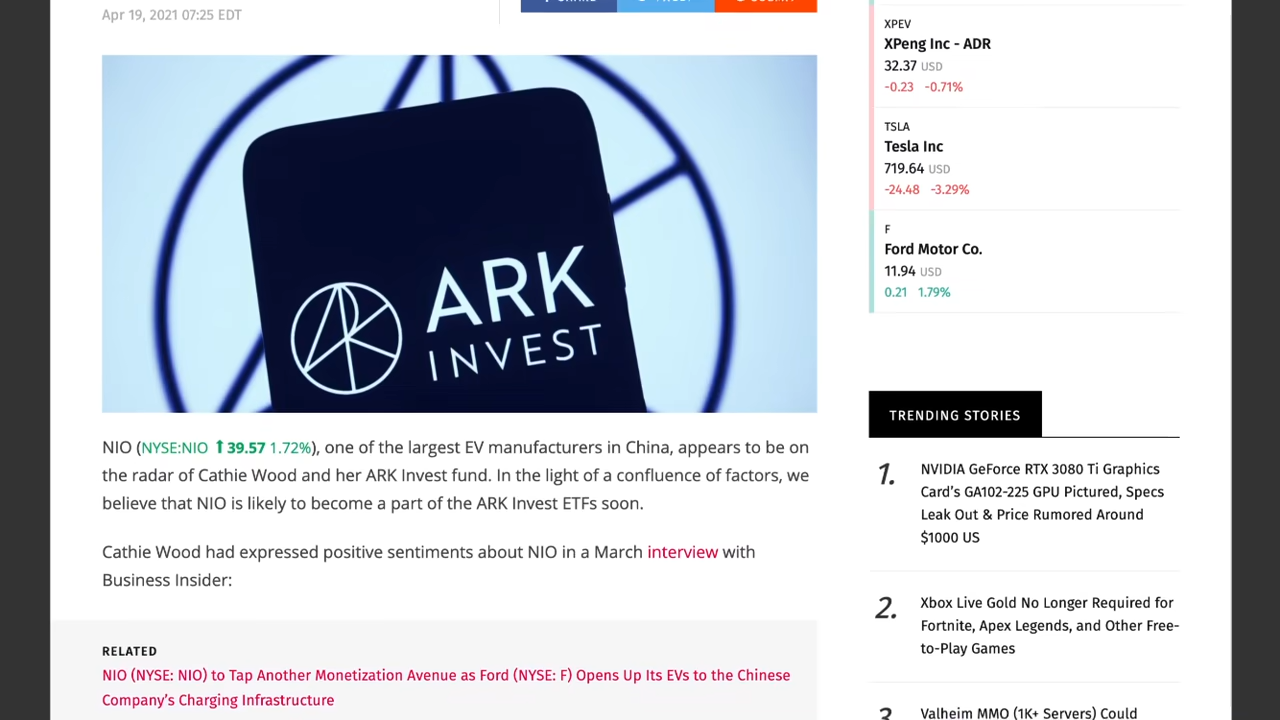 Apr 19, 2021 07:25 EDT
ARK
INVEST
NIO (NYSE:NIO ⬆39.57 1.72%), one of the largest EV manufacturers in China, appears to be on
the radar of Cathie Wood and her ARK Invest fund. In the light of a confluence of factors, we
believe that NIO is likely to become a part of the ARK Invest ETFs soon.
Cathie Wood had expressed positive sentiments about NIO in a March interview with
Business Insider:
RELATED
NIO (NYSE: NIO) to Tap Another Monetization Avenue as Ford (NYSE: F) Opens Up Its EVs to the Chinese
Company's Charging Infrastructure
XPEV
XPeng Inc - ADR
32.37 USD
-0.23 -0.71%
TSLA
Tesla Inc
719.64 USD
-24.48 -3.29%
F
Ford Motor Co.
11.94 USD
0.21 1.79%
TRENDING STORIES
1. NVIDIA GeForce RTX 3080 Ti Graphics
Card's GA102-225 GPU Pictured, Specs
Leak Out & Price Rumored Around
$1000 US
2. Xbox Live Gold No Longer Required for
Fortnite, Apex Legends, and Other Free-
to-Play Games
3. Valheim MMO (1K+ Servers) Could